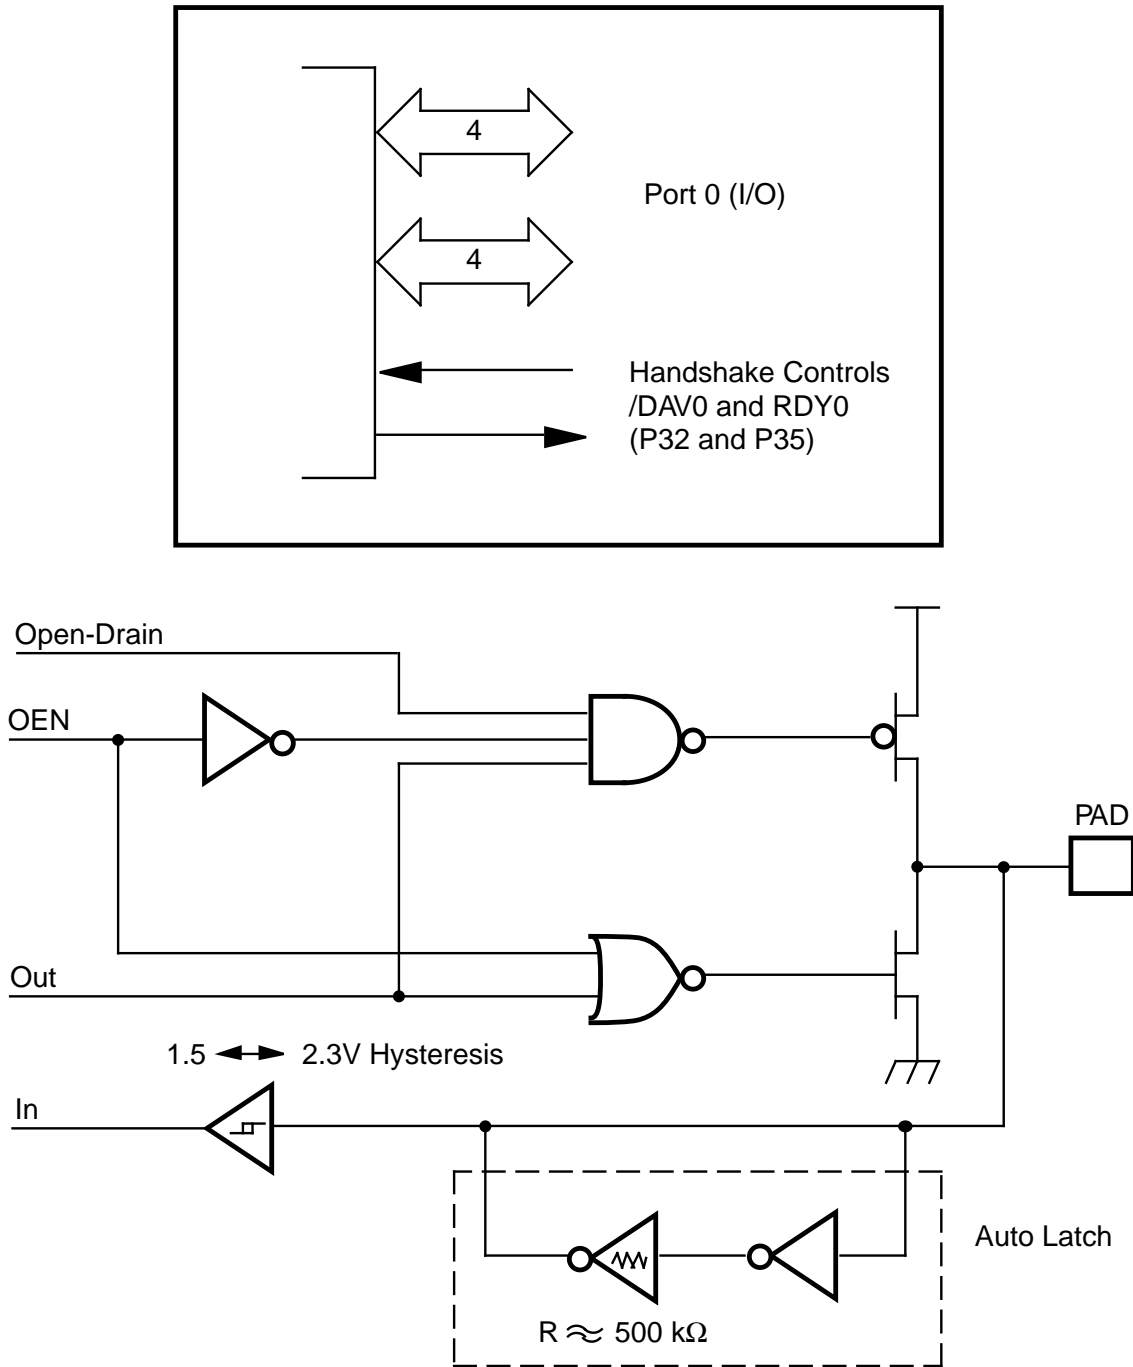 4
Port 0 (I/O)
4
Handshake Controls
/DAV0 and RDY0
(P32 and P35)
Open-Drain
OEN
PAD
Out
1.5 2.3V Hysteresis
In
Auto Latch
R ≈ 500 kΩ